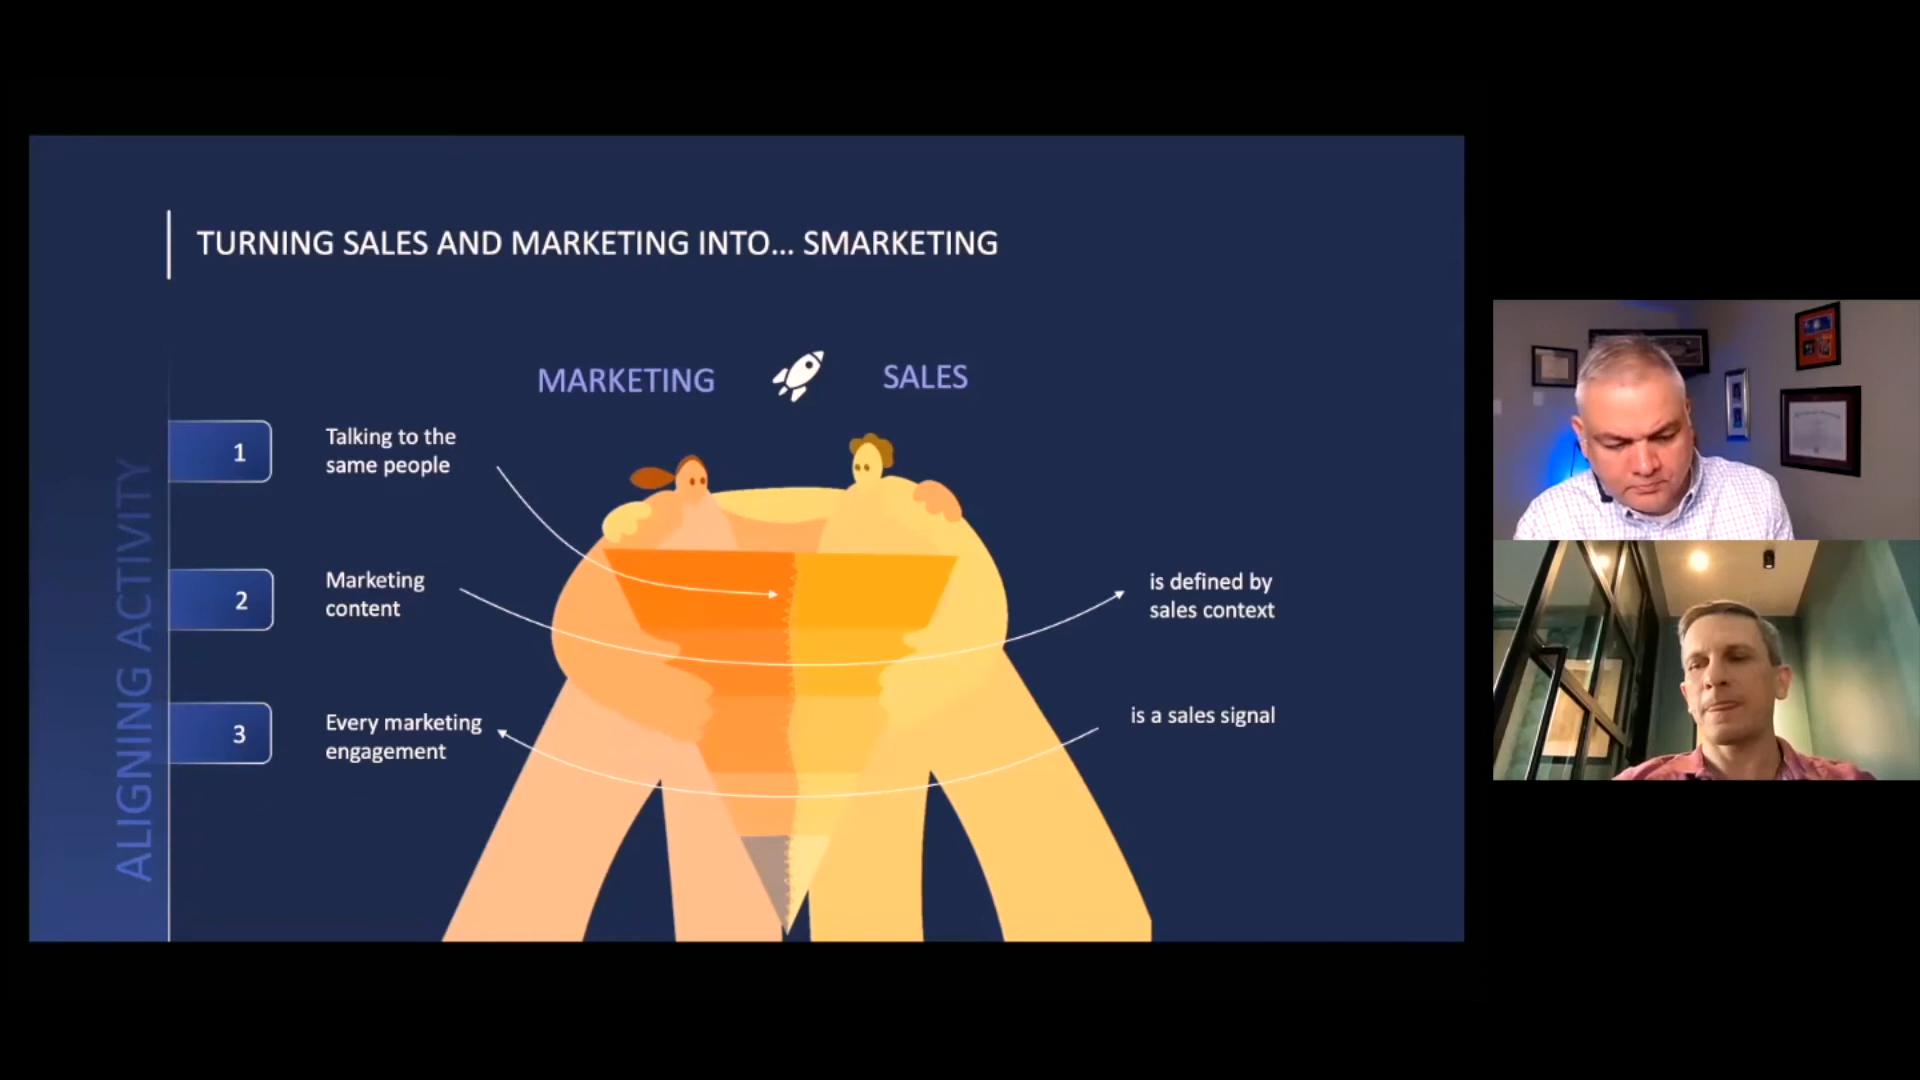 TURNING SALES AND MARKETING INTO... SMARKETING
MARKETING
SALES
ALIGNING ACTIVITY
1
Talking to the
same people
2
Marketing
content
is defined by
sales context
3
Every marketing
engagement
is a sales signal